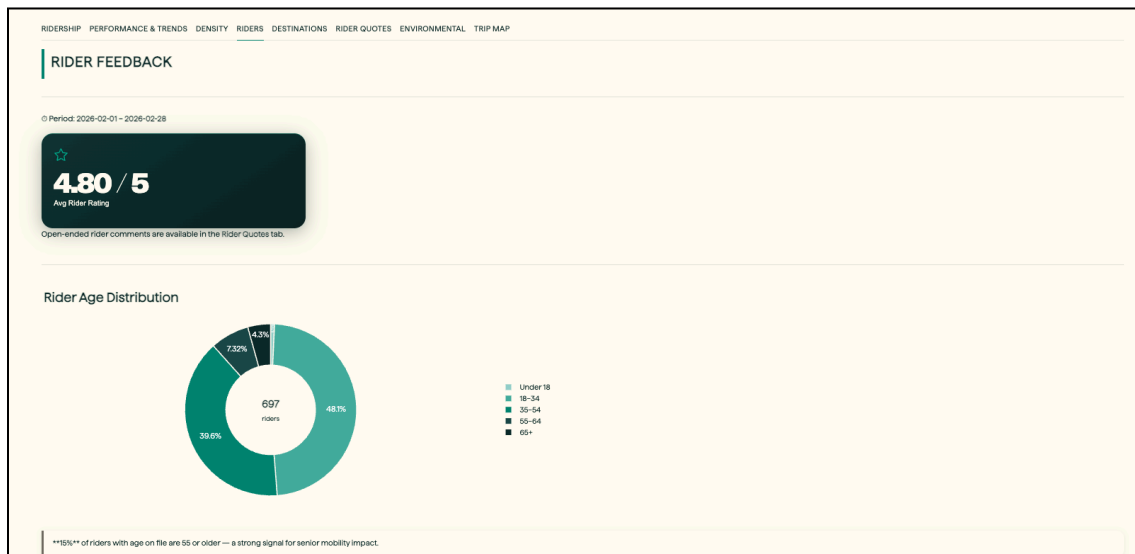 RIDERSHIP PERFORMANCE & TRENDS DENSITY RIDERS DESTINATIONS RIDER QUOTES ENVIRONMENTAL TRIP MAP
RIDER FEEDBACK
⏱ Period: 2026-02-01 – 2026-02-28
4.80 / 5
Avg Rider Rating
Open-ended rider comments are available in the Rider Quotes tab.
Rider Age Distribution
4.3%
7.32%
697
riders
48.1%
39.6%
Under 18
18–34
35–54
55–64
65+
**15%** of riders with age on file are 55 or older — a strong signal for senior mobility impact.